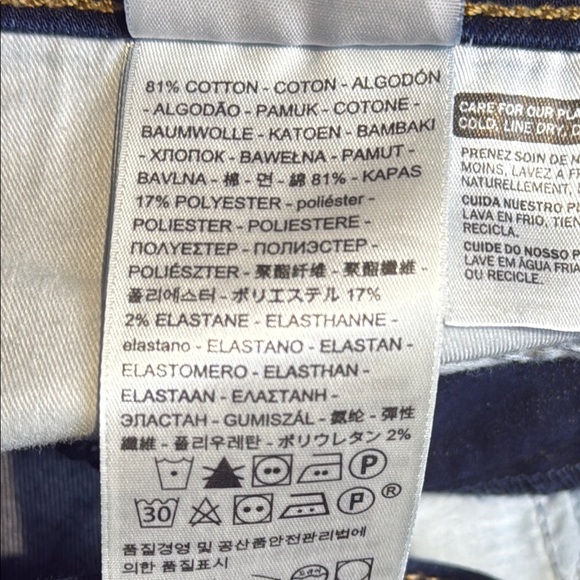 81% COTTON - COTON - ALGODÓN
- ALGODÃO - PAMUK - COTONE -
BAUMWOLLE - KATOEN - BAMBAKI
- ХЛОПОК - BAWEŁNA - PAMUT -
BAVLNA - 棉 - 면 - 綿 81% - KAPAS
17% POLYESTER - poliéster -
POLIESTER - POLIESTERE -
ΠΟΛΥΕΣΤΕΡ - ПОЛИЭСТЕР -
POLIÉSZTER - 聚酯纤维 - 聚酯纖維 -
폴리에스터 - ポリエステル 17%
2% ELASTANE - ELASTHANNE -
elastano - ELASTANO - ELASTAN -
ELASTOMERO - ELASTHAN -
ELASTAAN - ΕΛΑΣΤΑΝΗ -
ЭЛАСТАН - GUMISZÁL - 氨纶 - 彈性
纖維 - 폴리우레탄 - ポリウレタン 2%
P
30 P ®
품질경영 및 공산품안전관리법에
의한 품질표시
CARE FOR OUR
COLD, LINE DRY,
PRENEZ SOIN DE
MOINS, LAVEZ À
NATURELLEMENT,
CUIDA NUESTRO
LAVA EN FRIO,
RECICLA.
CUIDE DO NOSSO
LAVE EM ÁGUA FRIA
OU RECICLE.